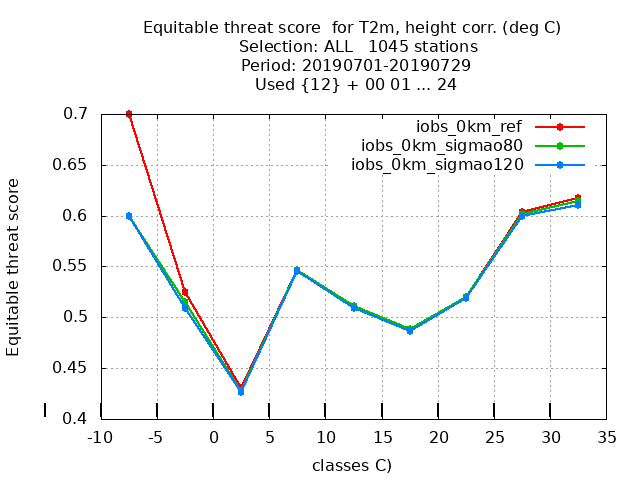 Equitable threat score  for T2m, height corr. (deg C)
Selection: ALL   1045 stations
Period: 20190701-20190729
Used {12} + 00 01 ... 24
iobs_0km_ref
iobs_0km_sigmao80
iobs_0km_sigmao120
Equitable threat score
0.7
0.65
0.6
0.55
0.5
0.45
0.4
-10 -5 0 5 10 15 20 25 30 35
classes C)